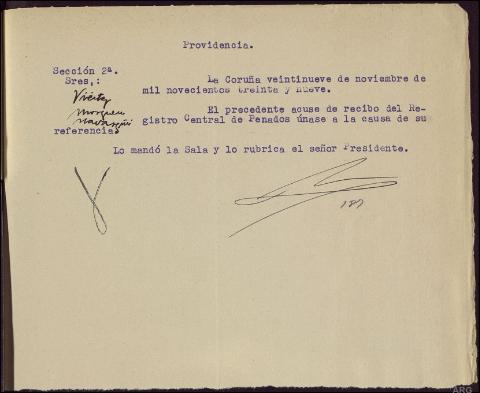 Providencia.
Sección 2ª.
Sres,:
La Coruña veintinueve de noviembre de
mil novecientos treinta y nueve.
El precedente acuse de recibo del Re-
gistro Central de Penados únase a la causa de su
referencia.
Lo mandó la Sala y lo rubrica el señor Presidente.
187
ARG